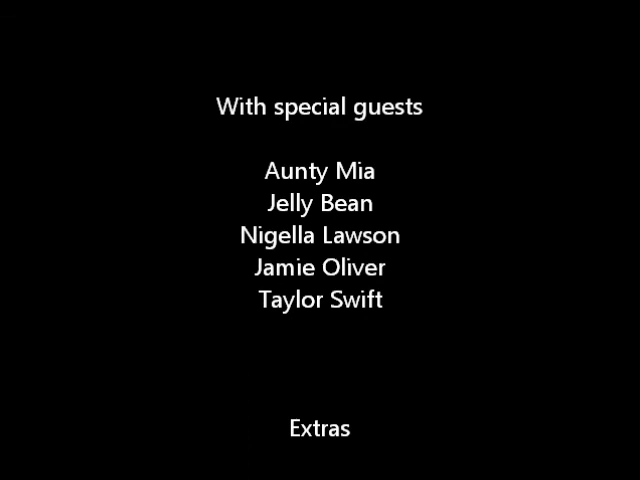 With special guests
Aunty Mia
Jelly Bean
Nigella Lawson
Jamie Oliver
Taylor Swift
Extras